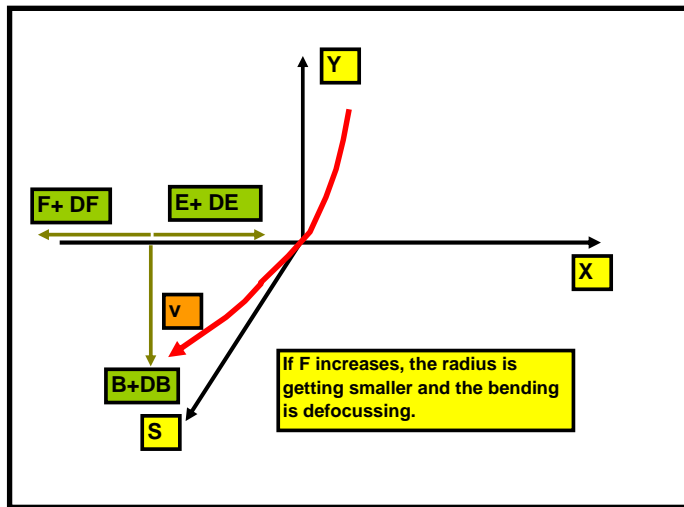 Y
F+ DF
E+ DE
X
v
B+DB
S
If F increases, the radius is
getting smaller and the bending
is defocussing.